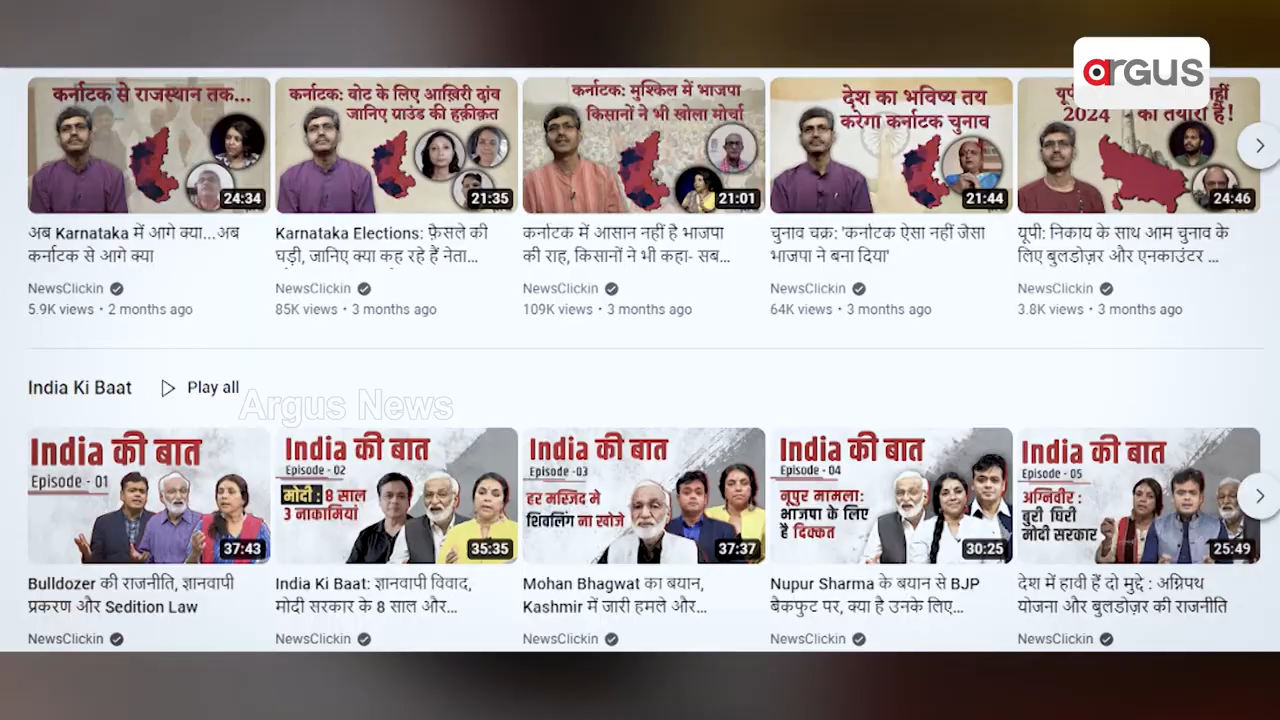 argus
कर्नाटक से राजस्थान तक...
24:34
कर्नाटक: वोट के लिए आख़िरी दांव
जानिए ग्राउंड की हक़ीक़त
21:35
कर्नाटक: मुश्किल में भाजपा
किसानों ने भी खोला मोर्चा
21:01
देश का भविष्य तय
करेगा कर्नाटक चुनाव
21:44
2024 की तैयारी है!
24:46
अब Karnataka में आगे क्या...अब
कर्नाटक से आगे क्या
NewsClickin
5.9K views • 2 months ago
Karnataka Elections: फ़ैसले की
घड़ी, जानिए क्या कह रहे हैं नेता...
NewsClickin
85K views • 3 months ago
कर्नाटक में आसान नहीं है भाजपा
की राह, किसानों ने भी कहा- सब...
NewsClickin
109K views • 3 months ago
चुनाव चक्र: 'कर्नाटक ऐसा नहीं जैसा
भाजपा ने बना दिया'
NewsClickin
64K views • 3 months ago
यूपी: निकाय के साथ आम चुनाव के
लिए बुलडोज़र और एनकाउंटर ...
NewsClickin
3.8K views • 3 months ago
India Ki Baat
Play all
Argus News
India की बात
Episode - 01
37:43
India की बात
Episode - 02
मोदी : 8 साल
3 नाकामियां
35:35
India की बात
Episode -03
हर मस्जिद मे
शिवलिंग ना खोजे
37:37
India की बात
Episode - 04
नूपुर मामला:
भाजपा के लिए
है दिक्कत
30:25
India की बात
Episode - 05
अग्निवीर :
बुरी घिरी
मोदी सरकार
25:49
Bulldozer की राजनीति, ज्ञानवापी
प्रकरण और Sedition Law
NewsClickin
India Ki Baat: ज्ञानवापी विवाद,
मोदी सरकार के 8 साल और...
NewsClickin
Mohan Bhagwat का बयान,
Kashmir में जारी हमले और...
NewsClickin
Nupur Sharma के बयान से BJP
बैकफुट पर, क्या है उनके लिए...
NewsClickin
देश में हावी हैं दो मुद्दे : अग्निपथ
योजना और बुलडोज़र की राजनीति
NewsClickin